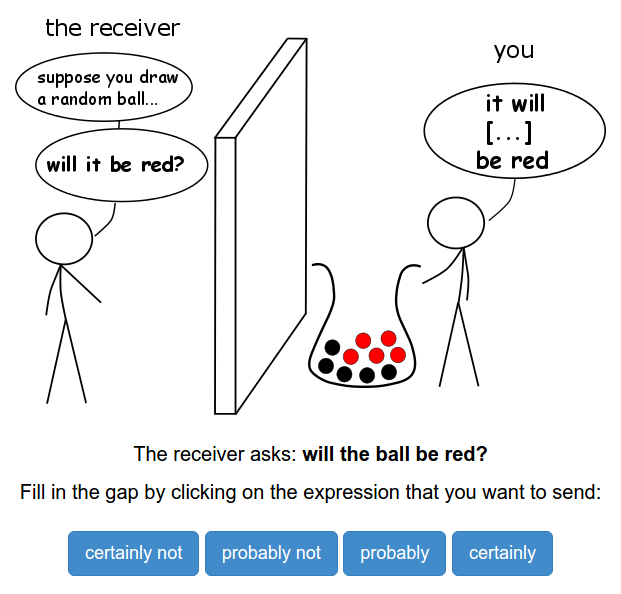 the receiver
suppose you draw
a random ball...
will it be red?
you
it will
[...]
be red
The receiver asks: will the ball be red?
Fill in the gap by clicking on the expression that you want to send:
certainly not
probably not
probably
certainly